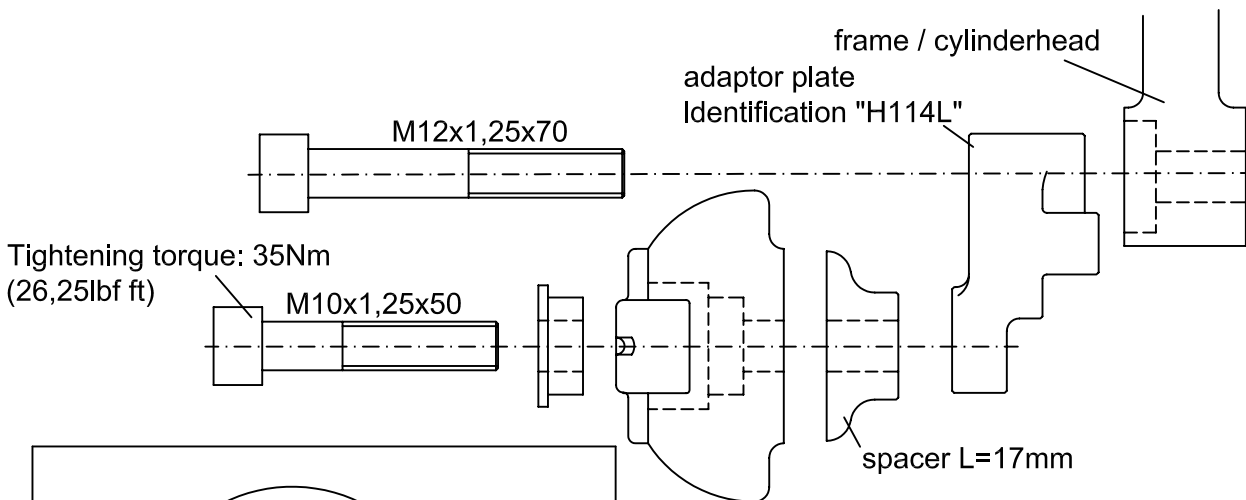 frame / cylinderhead
adaptor plate
Identification "H114L"
M12x1,25x70
Tightening torque: 35Nm
(26,25lbf ft)
M10x1,25x50
spacer L=17mm